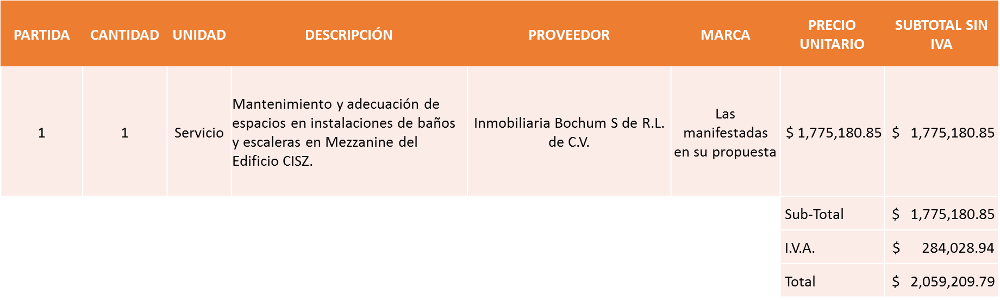 PARTIDA CANTIDAD UNIDAD DESCRIPCIÓN PROVEEDOR MARCA PRECIO UNITARIO SUBTOTAL SIN IVA
1 1 Servicio
Mantenimiento y adecuación de
espacios en instalaciones de baños
y escaleras en Mezzanine del
Edificio CISZ.
Inmobiliaria Bochum S de R.L.
de C.V.
Las
manifestadas
en su propuesta
$ 1,775,180.85 $ 1,775,180.85
Sub-Total $ 1,775,180.85
I.V.A. $ 284,028.94
Total $ 2,059,209.79